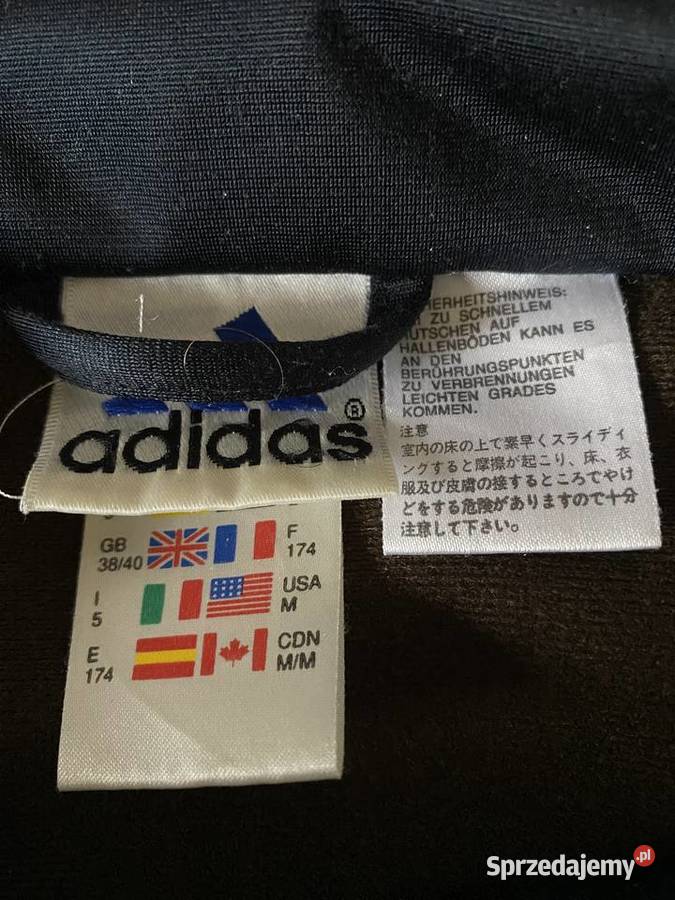 adidas
®
GB
38/40
F
174
I
5
USA
M
E
174
CDN
M/M
ZU SCHNELLEM
AUF
HALLENBÖDEN KANN ES
AN DEN
BERÜHRUNGSPUNKTEN
ZU VERBRENNUNGEN
LEICHTEN GRADES
KOMMEN.
注意
室内の床の上で素早くスライディ
ングすると摩擦が起こり、床、衣
服及び皮膚の接するところでやけ
どをする危険がありますので十分
注意して下さい。
Sprzedajemy.pl